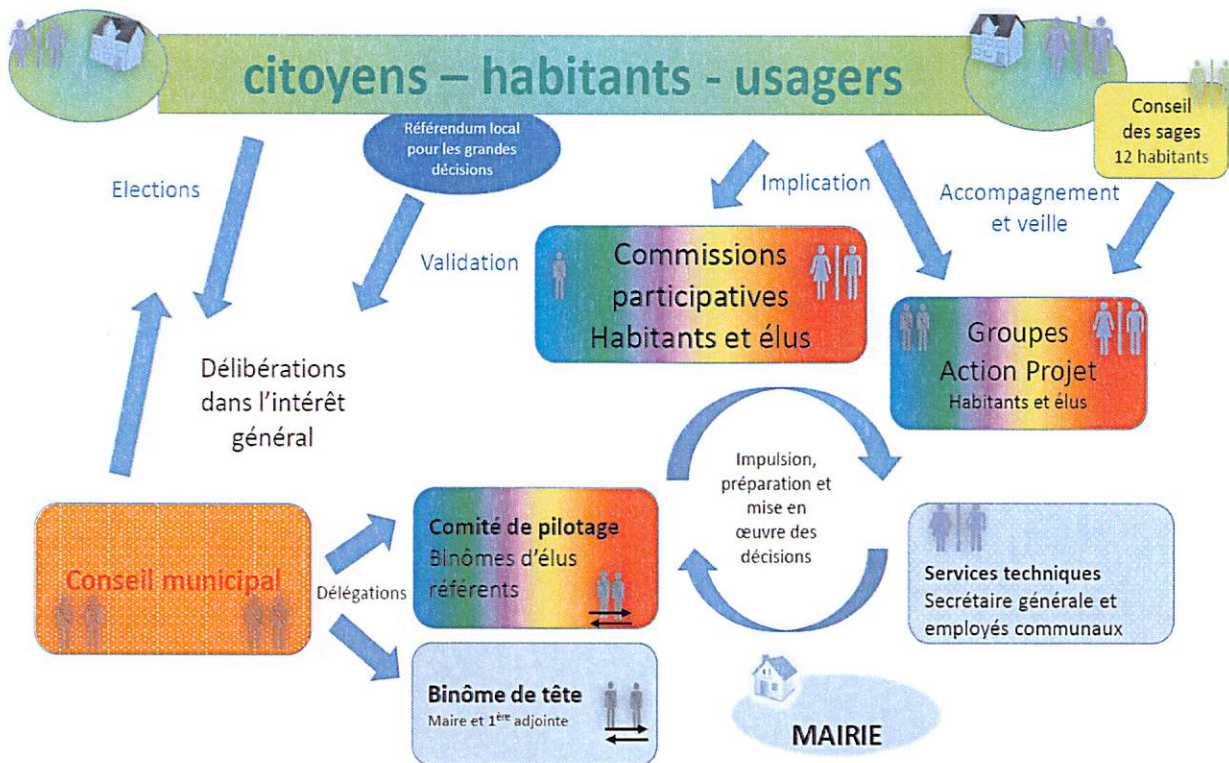 citoyens – habitants - usagers
Conseil
des sages
12 habitants
Référendum local
pour les grandes
décisions
Elections
Validation
Implication
Accompagnement
et veille
Commissions
participatives
Habitants et élus
Groupes
Action Projet
Habitants et élus
Délibérations
dans l'intérêt
général
Impulsion,
préparation et
mise en
œuvre des
décisions
Conseil municipal
Délégations
Comité de pilotage
Binômes d'élus
référents
Services techniques
Secrétaire générale et
employés communaux
Binôme de tête
Maire et 1ère adjointe
MAIRIE